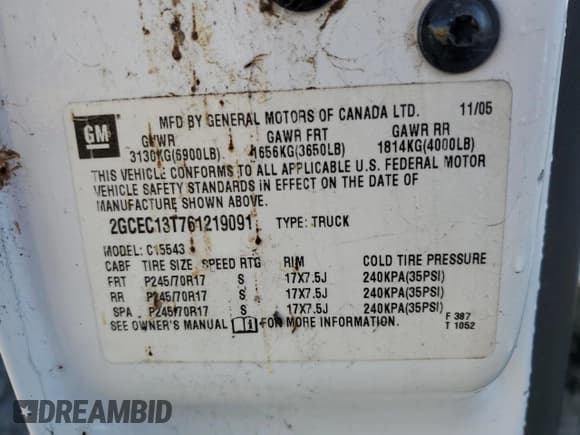 MFD BY GENERAL MOTORS OF CANADA LTD. 11/05
GM
GVWR GAWR FRT GAWR RR
3130KG(6900LB) 1656KG(3650LB) 1814KG(4000LB)
THIS VEHICLE CONFORMS TO ALL APPLICABLE U.S. FEDERAL MOTOR
VEHICLE SAFETY STANDARDS IN EFFECT ON THE DATE OF
MANUFACTURE SHOWN ABOVE.
2GCEC13T761219091 TYPE: TRUCK
MODEL: C15543
CABF TIRE SIZE SPEED RTG RIM COLD TIRE PRESSURE
FRT P245/70R17 S 17X7.5J 240KPA(35PSI)
RR P245/70R17 S 17X7.5J 240KPA(35PSI)
SPA P245/70R17 S 17X7.5J 240KPA(35PSI)
SEE OWNER'S MANUAL FOR MORE INFORMATION.
F 387
T 1052
DREAMBID